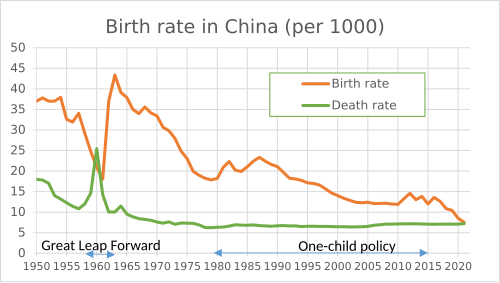 Birth rate in China (per 1000)
50
45
40
35
30
25
20
15
10
5
0
Birth rate
Death rate
Great Leap Forward
One-child policy
1950 1955 1960 1965 1970 1975 1980 1985 1990 1995 2000 2005 2010 2015 2020